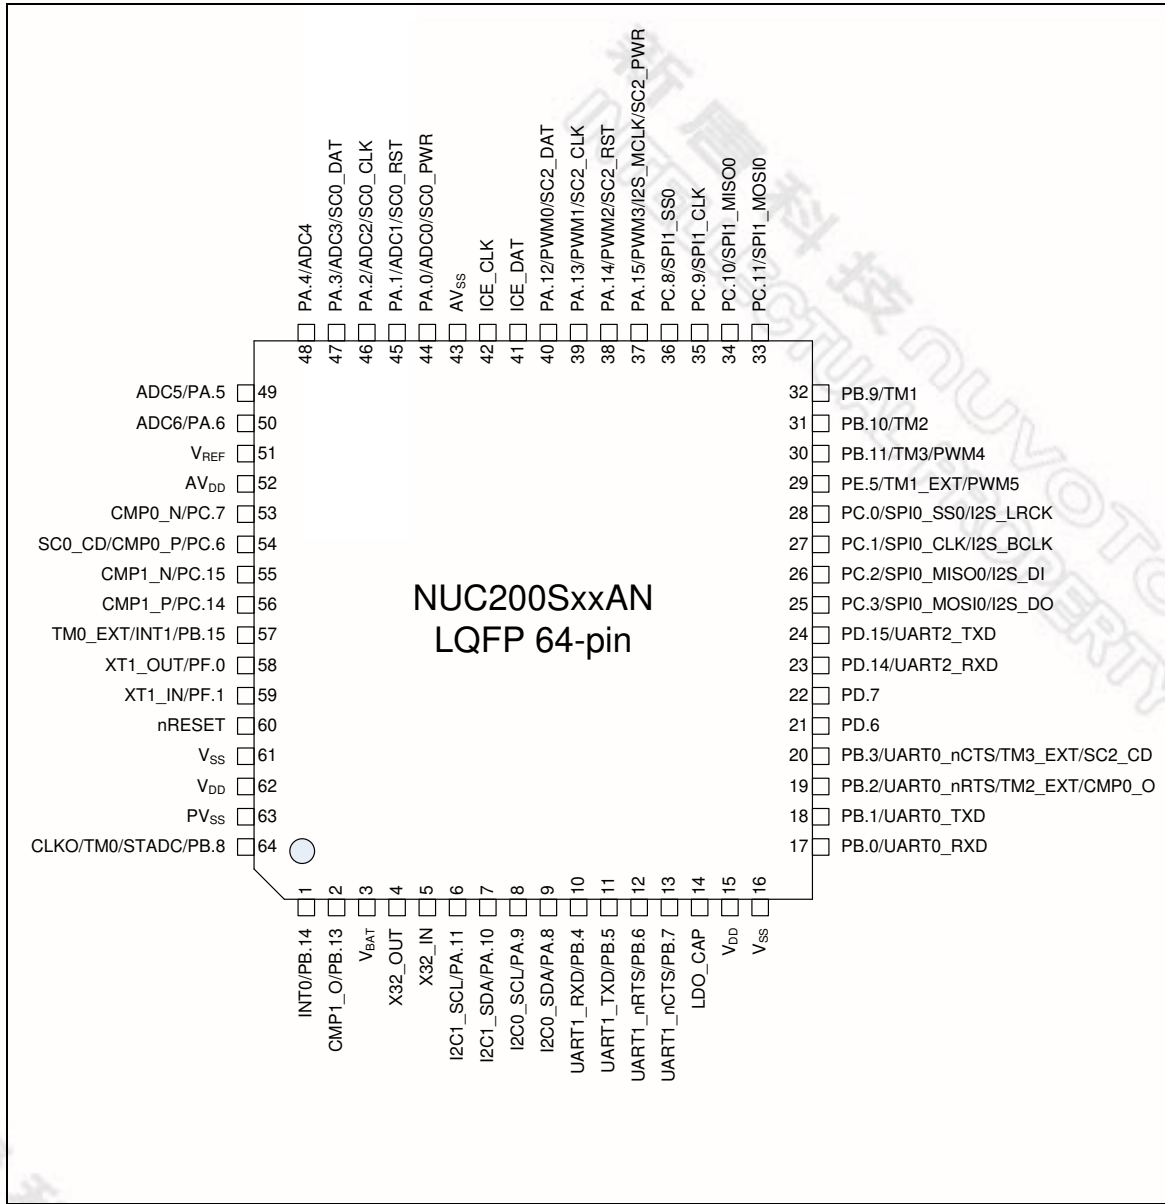 PA.4/ADC4
PA.3/ADC3/SC0_DAT
PA.2/ADC2/SC0_CLK
PA.1/ADC1/SC0_RST
PA.0/ADC0/SC0_PWR
AVSS
ICE_CLK
ICE_DAT
PA.12/PWM0/SC2_DAT
PA.13/PWM1/SC2_CLK
PA.14/PWM2/SC2_RST
PA.15/PWM3/I2S_MCLK/SC2_PWR
PC.8/SPI1_SS0
PC.9/SPI1_CLK
PC.10/SPI1_MISO0
PC.11/SPI1_MOSI0
48 47 46 45 44 43 42 41 40 39 38 37 36 35 34 33
ADC5/PA.5 49
ADC6/PA.6 50
VREF 51
AVDD 52
CMP0_N/PC.7 53
SC0_CD/CMP0_P/PC.6 54
CMP1_N/PC.15 55
CMP1_P/PC.14 56
TM0_EXT/INT1/PB.15 57
XT1_OUT/PF.0 58
XT1_IN/PF.1 59
nRESET 60
VSS 61
VDD 62
PVSS 63
CLKO/TM0/STADC/PB.8 64
NUC200SxxAN
LQFP 64-pin
32 PB.9/TM1
31 PB.10/TM2
30 PB.11/TM3/PWM4
29 PE.5/TM1_EXT/PWM5
28 PC.0/SPI0_SS0/I2S_LRCK
27 PC.1/SPI0_CLK/I2S_BCLK
26 PC.2/SPI0_MISO0/I2S_DI
25 PC.3/SPI0_MOSI0/I2S_DO
24 PD.15/UART2_TXD
23 PD.14/UART2_RXD
22 PD.7
21 PD.6
20 PB.3/UART0_nCTS/TM3_EXT/SC2_CD
19 PB.2/UART0_nRTS/TM2_EXT/CMP0_O
18 PB.1/UART0_TXD
17 PB.0/UART0_RXD
1 2 3 4 5 6 7 8 9 10 11 12 13 14 15 16
INT0/PB.14
CMP1_O/PB.13
VBAT
X32_OUT
X32_IN
I2C1_SCL/PA.11
I2C1_SDA/PA.10
I2C0_SCL/PA.9
I2C0_SDA/PA.8
UART1_RXD/PB.4
UART1_TXD/PB.5
UART1_nRTS/PB.6
UART1_nCTS/PB.7
LDO_CAP
VDD
VSS
新唐科技 nuvoTo
INTELLECTUAL PROPERTY